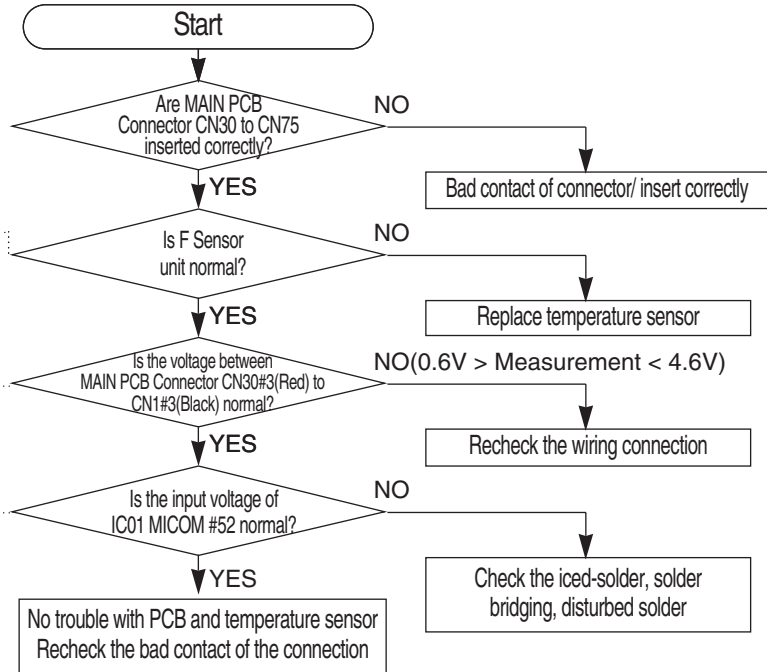 Start
Are MAIN PCB
Connector CN30 to CN75
inserted correctly?
NO
YES
Bad contact of connector/ insert correctly
Is F Sensor
unit normal?
NO
YES
Replace temperature sensor
Is the voltage between
MAIN PCB Connector CN30#3(Red) to
CN1#3(Black) normal?
NO(0.6V > Measurement < 4.6V)
YES
Recheck the wiring connection
Is the input voltage of
IC01 MICOM #52 normal?
NO
YES
Check the iced-solder, solder
bridging, disturbed solder
No trouble with PCB and temperature sensor
Recheck the bad contact of the connection